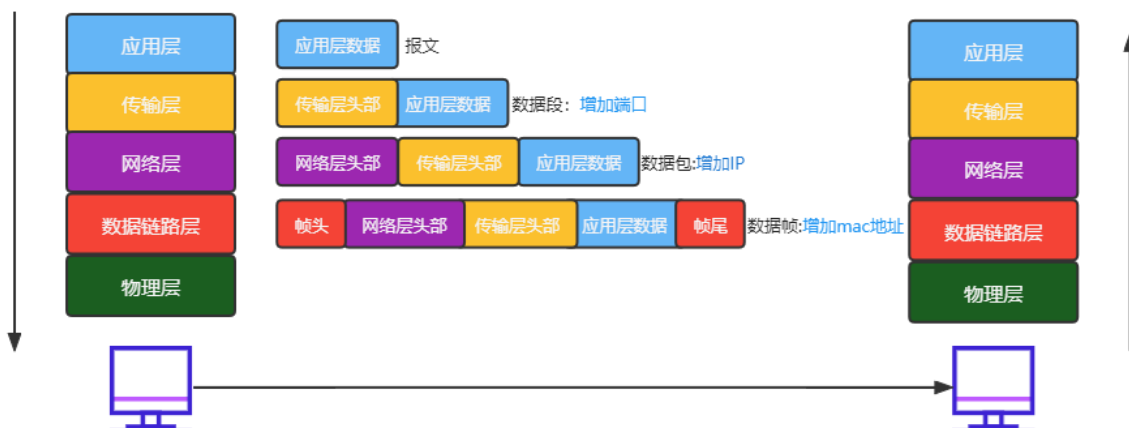 应用层
应用层数据 报文
应用层
传输层
传输层头部 应用层数据 数据段：增加端口
传输层
网络层
网络层头部 传输层头部 应用层数据 数据包:增加IP
网络层
数据链路层
帧头 网络层头部 传输层头部 应用层数据 帧尾 数据帧:增加mac地址
数据链路层
物理层
物理层